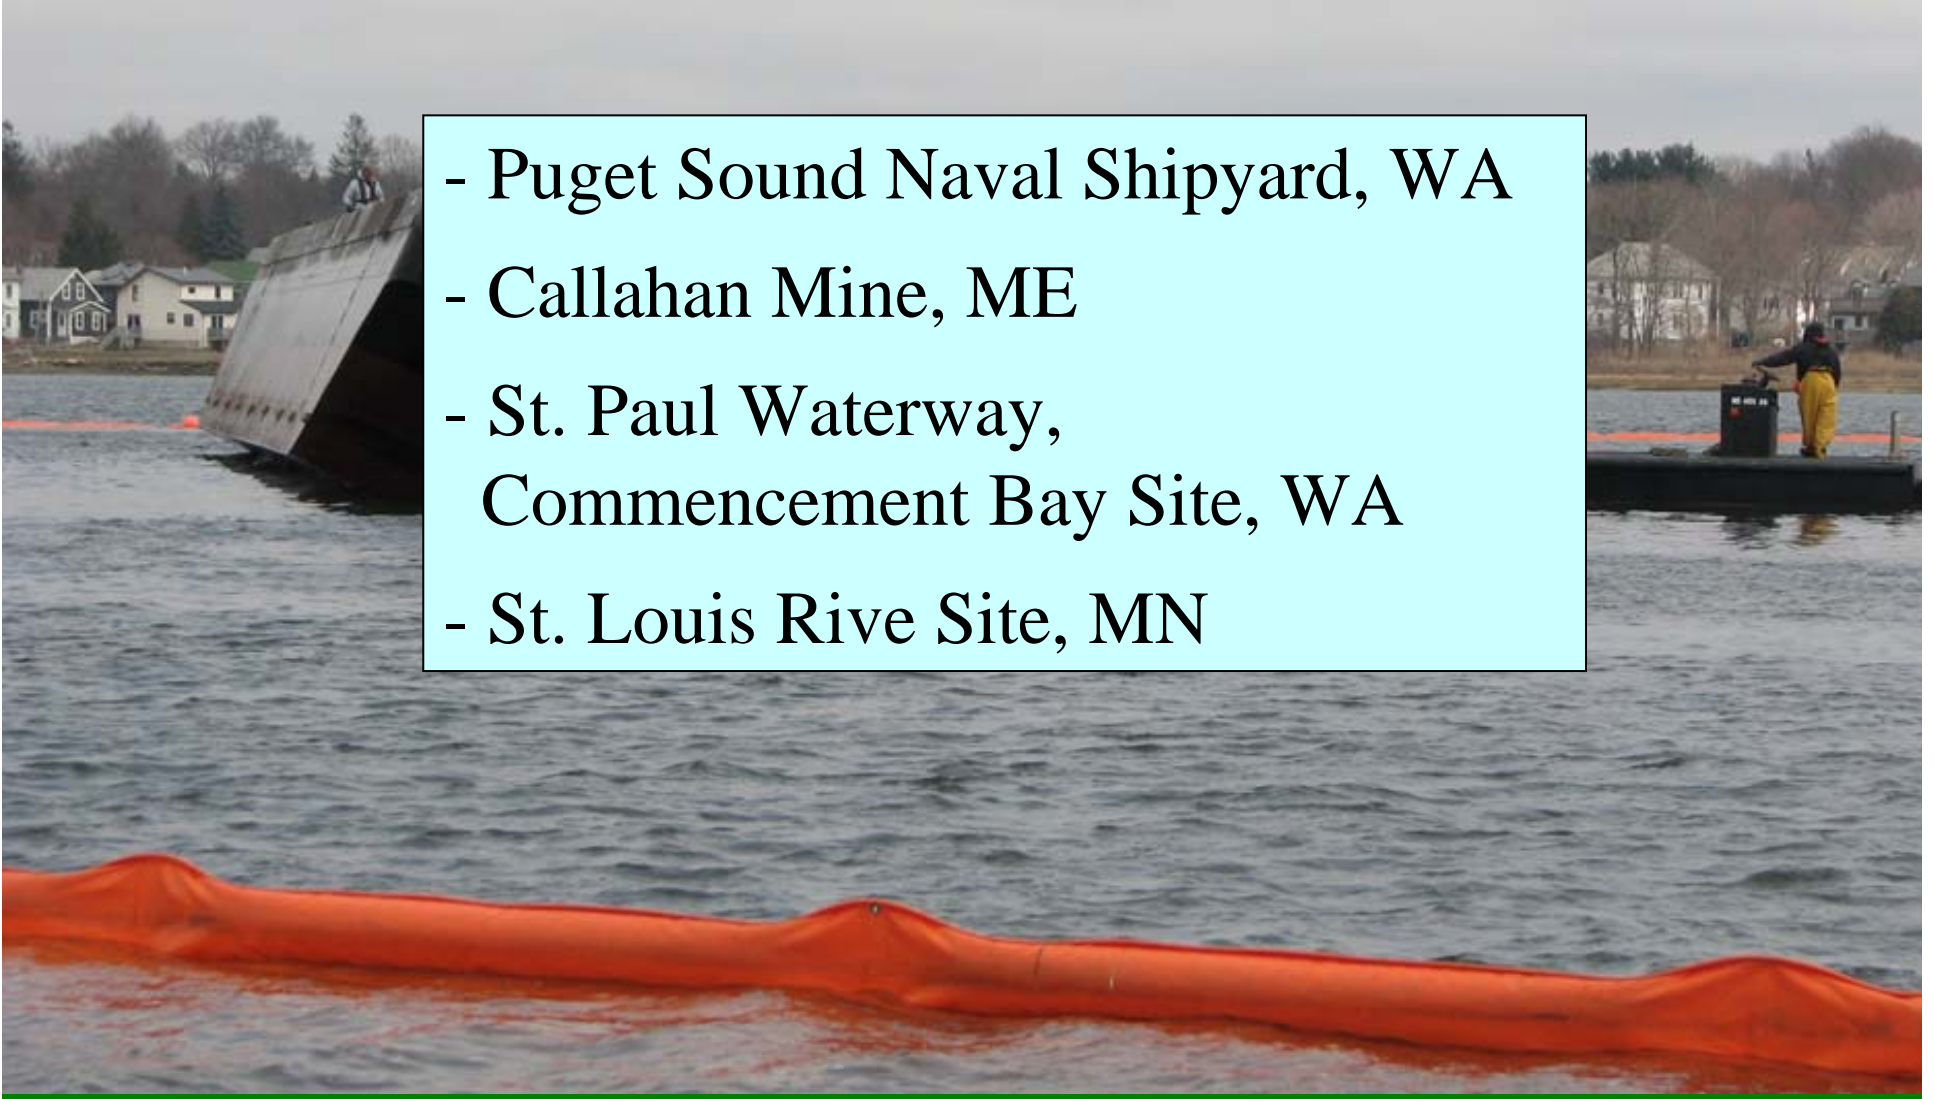 - Puget Sound Naval Shipyard, WA
- Callahan Mine, ME
- St. Paul Waterway,
Commencement Bay Site, WA
- St. Louis Rive Site, MN